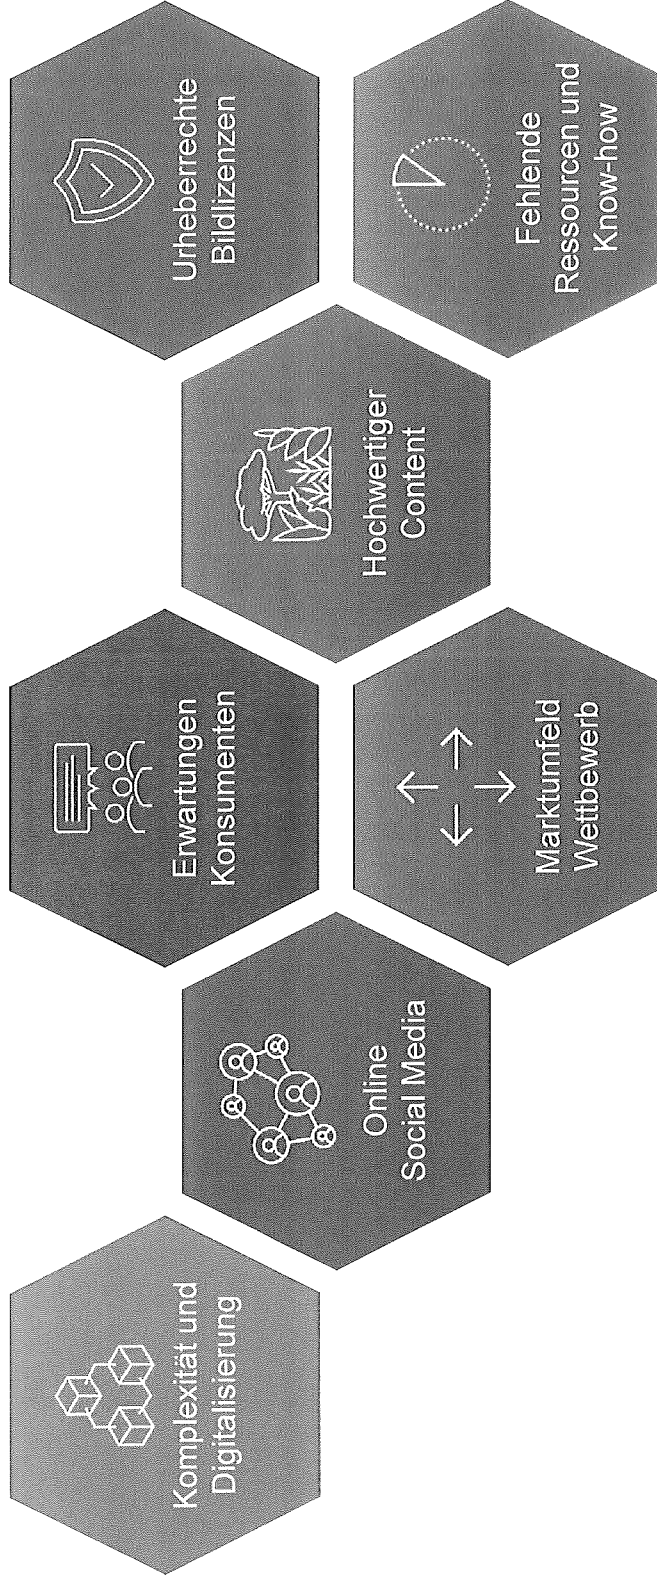 Komplexität und
Digitalisierung
Erwartungen
Konsumenten
Urheberrechte
Bildlizenzen
Online
Social Media
Hochwertiger
Content
Marktumfeld
Wettbewerb
Fehlende
Ressourcen und
Know-how